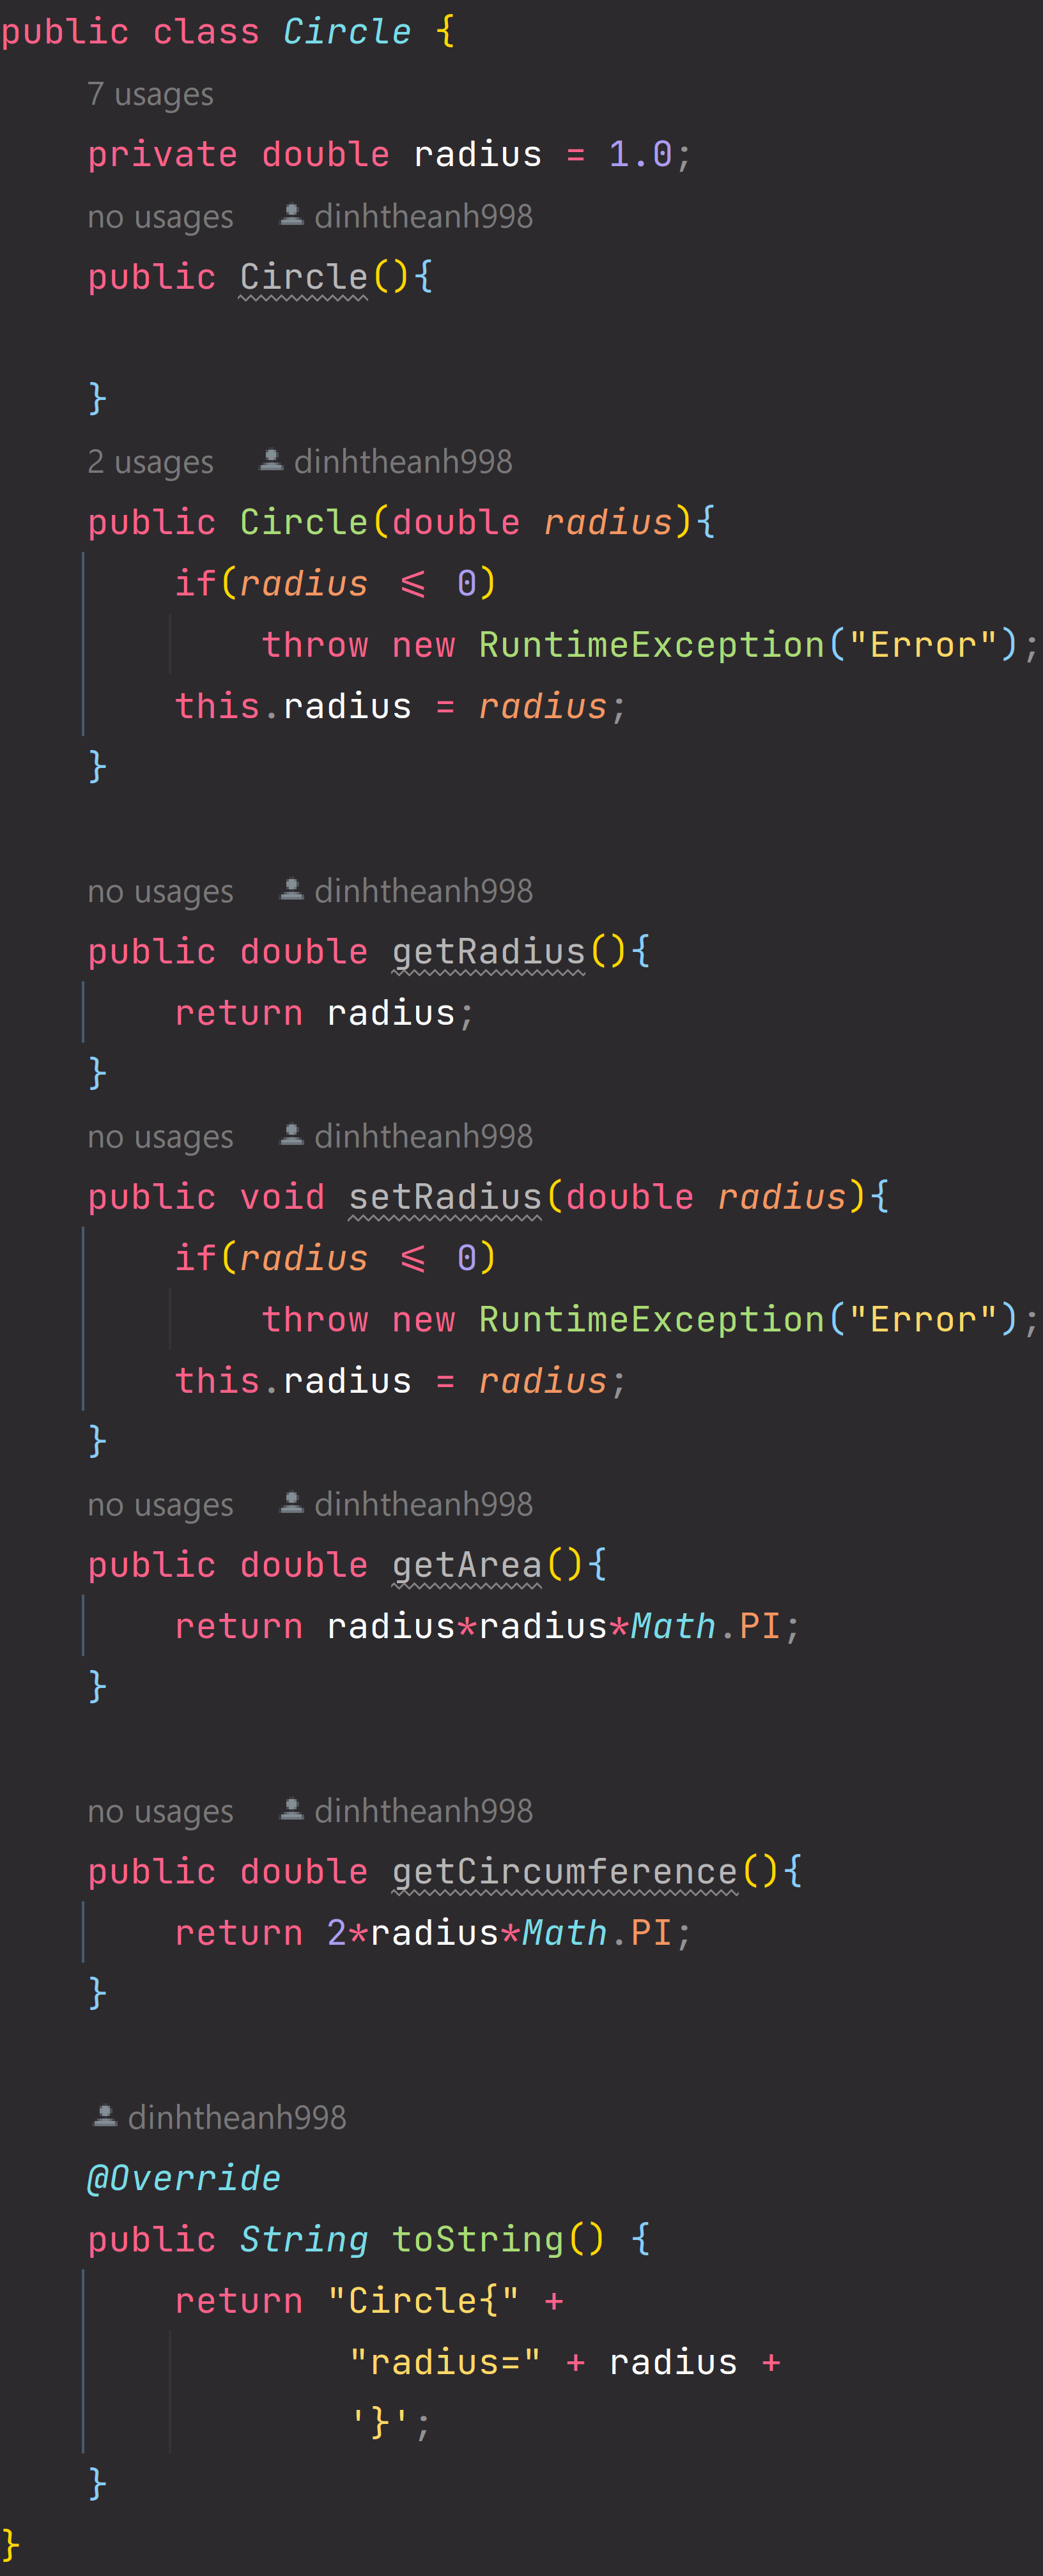 public class Circle {
7 usages
private double radius = 1.0;
no usages dinhtheanh998
public Circle(){
}
2 usages dinhtheanh998
public Circle(double radius){
if(radius ≤ 0)
throw new RuntimeException("Error");
this.radius = radius;
}
no usages dinhtheanh998
public double getRadius(){
return radius;
}
no usages dinhtheanh998
public void setRadius(double radius){
if(radius ≤ 0)
throw new RuntimeException("Error");
this.radius = radius;
}
no usages dinhtheanh998
public double getArea(){
return radius*radius*Math.PI;
}
no usages dinhtheanh998
public double getCircumference(){
return 2*radius*Math.PI;
}
dinhtheanh998
@Override
public String toString() {
return "Circle{" +
"radius=" + radius +
'}';
}
}